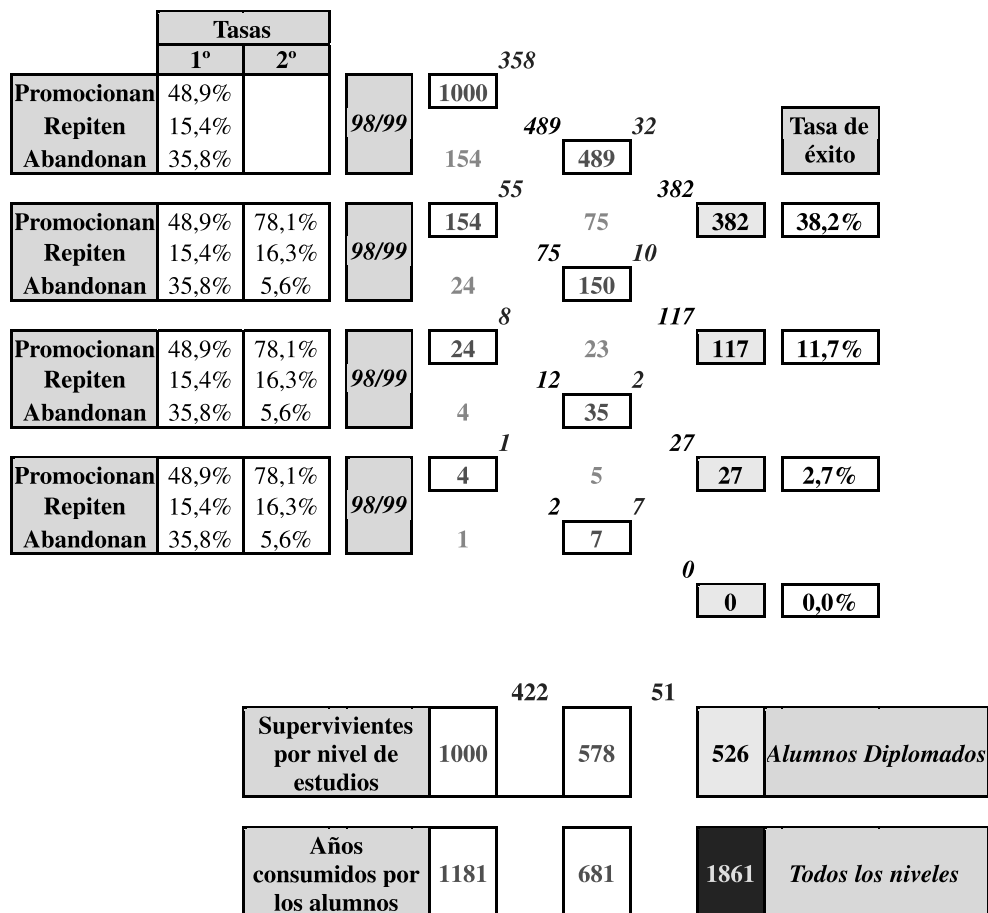 Tasas
1º 2º
358
Promocionan 48,9% 1000
Repiten 15,4% 98/99 489 32 Tasa de
Abandonan 35,8% 154 489 éxito
55 382
Promocionan 48,9% 78,1% 154 75 382 38,2%
Repiten 15,4% 16,3% 98/99 75 10
Abandonan 35,8% 5,6% 24 150
8 117
Promocionan 48,9% 78,1% 24 23 117 11,7%
Repiten 15,4% 16,3% 98/99 12 2
Abandonan 35,8% 5,6% 4 35
1 27
Promocionan 48,9% 78,1% 4 5 27 2,7%
Repiten 15,4% 16,3% 98/99 2 7
Abandonan 35,8% 5,6% 1 7
0
0 0,0%
422 51
Supervivientes
por nivel de 1000 578 526 Alumnos Diplomados
estudios
Años
consumidos por 1181 681 1861 Todos los niveles
los alumnos